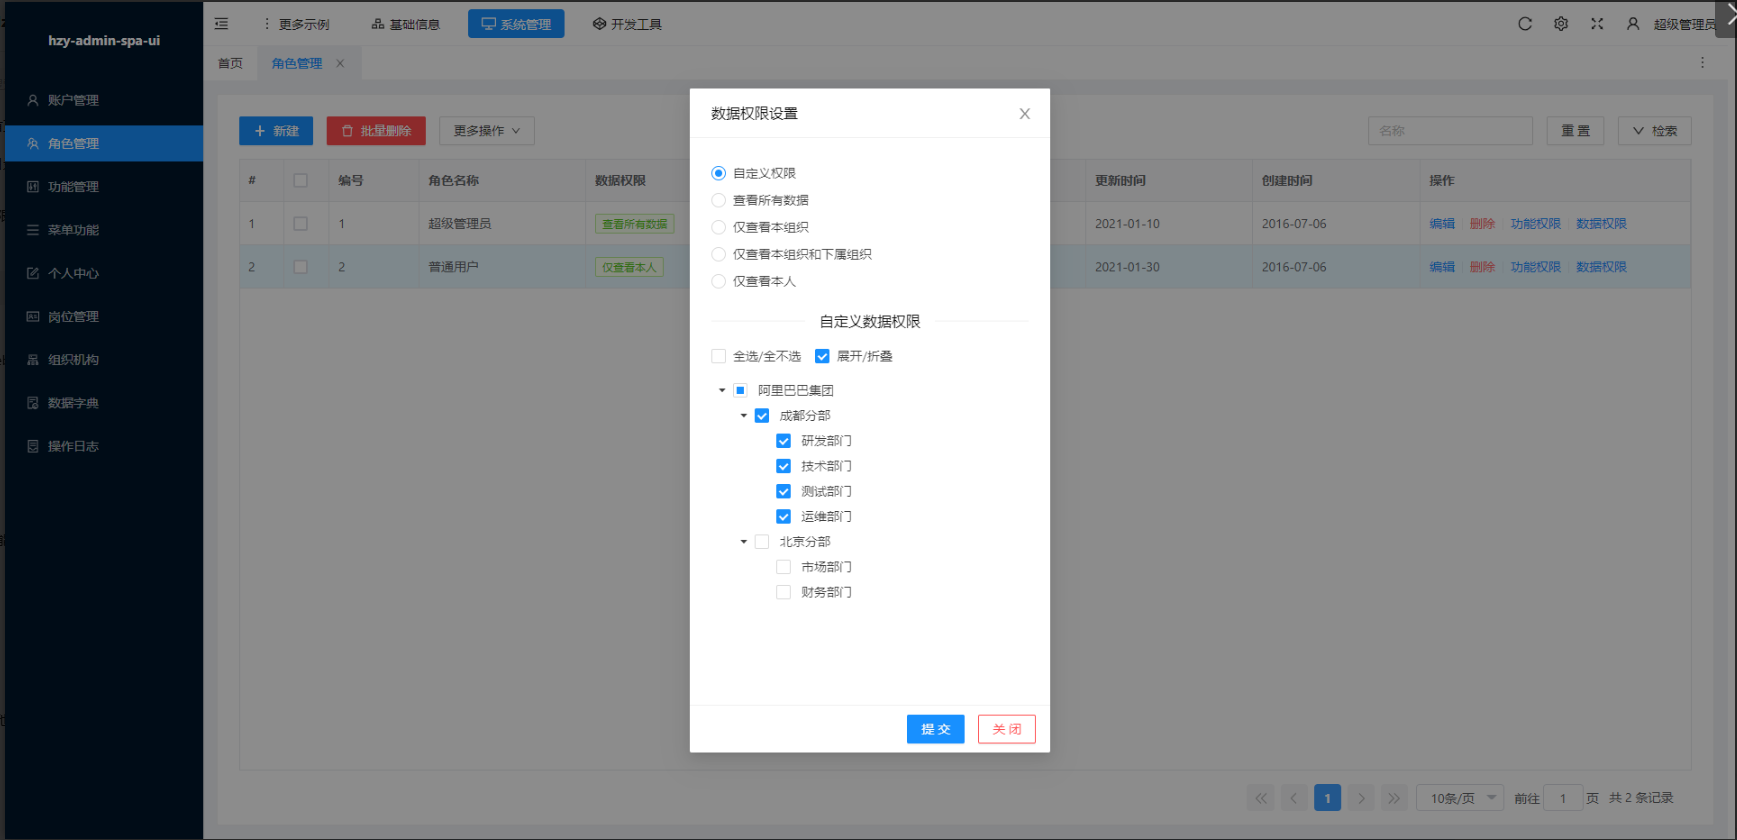 hzy-admin-spa-ui
更多示例 基础信息 系统管理 开发工具 超级管理员
首页 角色管理
账户管理
角色管理
功能管理
菜单功能
个人中心
岗位管理
组织机构
数据字典
操作日志
新建 批量删除 更多操作 名称 重置 检索
# 编号 角色名称 数据权限 更新时间 创建时间 操作
1 1 超级管理员 查看所有数据 2021-01-10 2016-07-06 编辑 删除 功能权限 数据权限
2 2 普通用户 仅查看本人 2021-01-30 2016-07-06 编辑 删除 功能权限 数据权限
数据权限设置
自定义权限
查看所有数据
仅查看本组织
仅查看本组织和下属组织
仅查看本人
自定义数据权限
全选/全不选 展开/折叠
阿里巴巴集团
成都分部
研发部门
技术部门
测试部门
运维部门
北京分部
市场部门
财务部门
提交 关闭
1 10条/页 前往 1 页 共 2 条记录